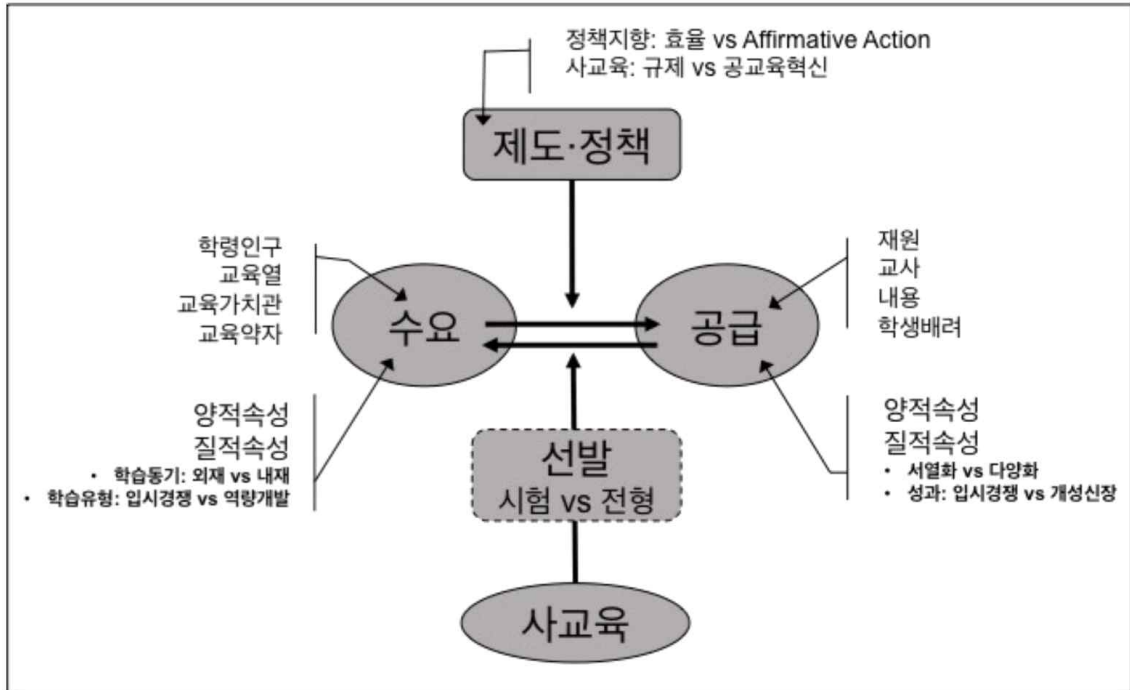 정책지향: 효율 vs Affirmative Action
사교육: 규제 vs 공교육혁신
제도·정책
학령인구
교육열
교육가치관
교육약자
재원
교사
내용
학생배려
수요
공급
양적속성
질적속성
• 학습동기: 외재 vs 내재
• 학습유형: 입시경쟁 vs 역량개발
선발
시험 vs 전형
양적속성
질적속성
• 서열화 vs 다양화
• 성과: 입시경쟁 vs 개성신장
사교육